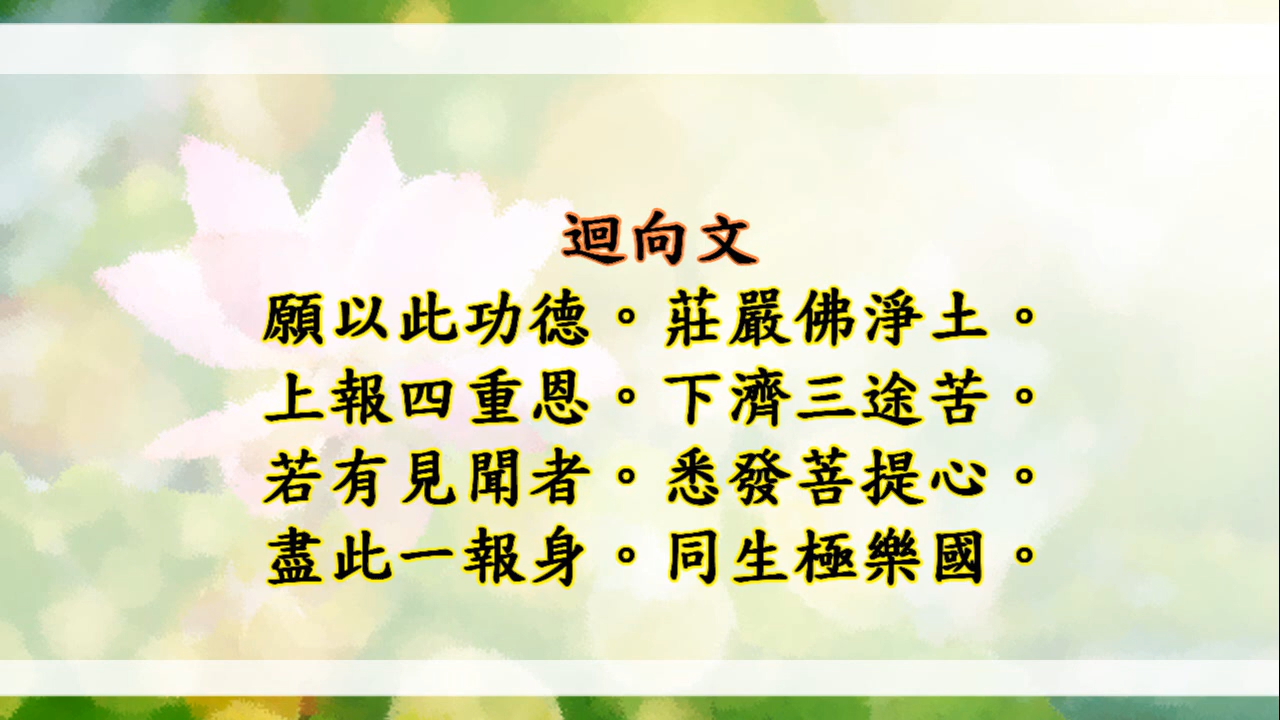 迴向文
願以此功德。莊嚴佛淨土。
上報四重恩。下濟三途苦。
若有見聞者。悉發菩提心。
盡此一報身。同生極樂國。